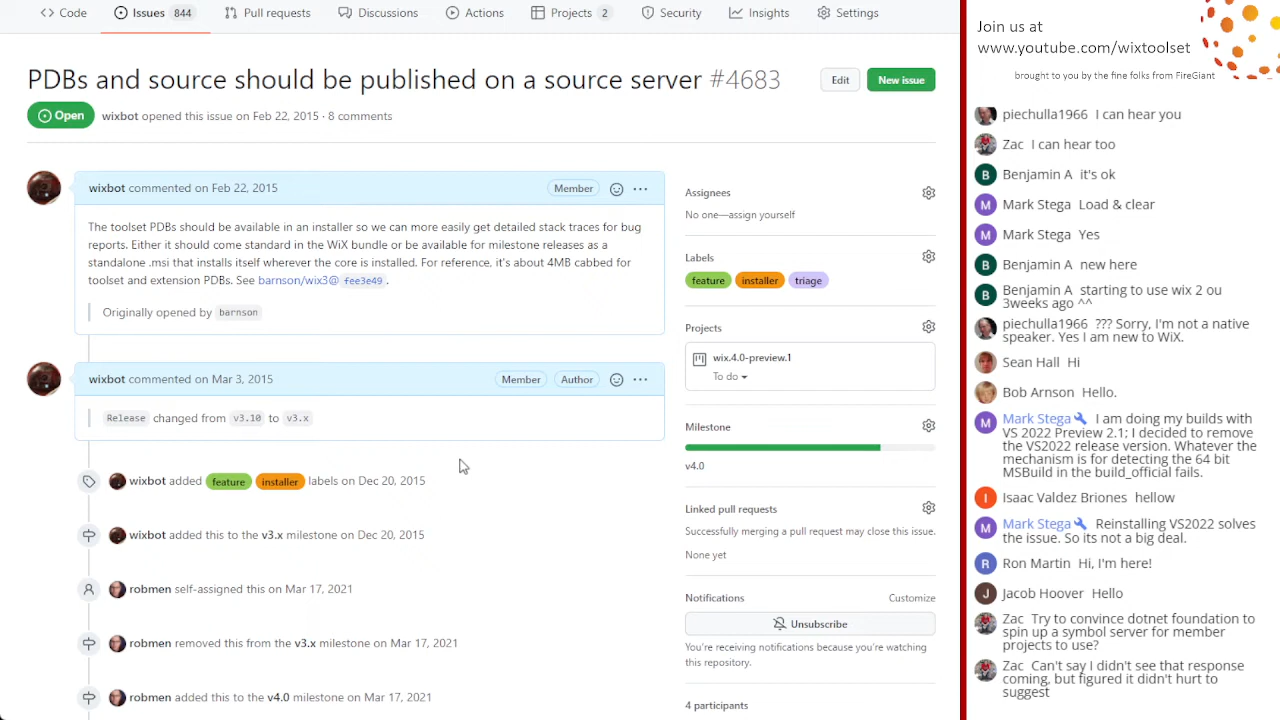 Code
Issues 844
Pull requests
Discussions
Actions
Projects 2
Security
Insights
Settings
PDBs and source should be published on a source server #4683
Edit
New issue
Open
wixbot opened this issue on Feb 22, 2015 · 8 comments
wixbot commented on Feb 22, 2015
Member
The toolset PDBs should be available in an installer so we can more easily get detailed stack traces for bug
reports. Either it should come standard in the WiX bundle or be available for milestone releases as a
standalone .msi that installs itself wherever the core is installed. For reference, it's about 4MB cabbed for
toolset and extension PDBs. See barnson/wix3@ fee3e49 .
Originally opened by barnson
wixbot commented on Mar 3, 2015
Member
Author
Release changed from v3.10 to v3.x
wixbot added feature installer labels on Dec 20, 2015
wixbot added this to the v3.x milestone on Dec 20, 2015
robmen self-assigned this on Mar 17, 2021
robmen removed this from the v3.x milestone on Mar 17, 2021
robmen added this to the v4.0 milestone on Mar 17, 2021
Assignees
No one—assign yourself
Labels
feature installer triage
Projects
wix.4.0-preview.1
To do
Milestone
v4.0
Linked pull requests
Successfully merging a pull request may close this issue.
None yet
Notifications
Customize
Unsubscribe
You're receiving notifications because you're watching
this repository.
4 participants
Join us at
www.youtube.com/wixtoolset
brought to you by the fine folks from FireGiant
piechulla1966 I can hear you
Zac I can hear too
B
Benjamin A it's ok
M
Mark Stega Load & clear
M
Mark Stega Yes
B
Benjamin A new here
B
Benjamin A starting to use wix 2 ou
3weeks ago ^^
piechulla1966 ??? Sorry, I'm not a native
speaker. Yes I am new to WiX.
Sean Hall Hi
Bob Arnson Hello.
M
Mark Stega I am doing my builds with
VS 2022 Preview 2.1; I decided to remove
the VS2022 release version. Whatever the
mechanism is for detecting the 64 bit
MSBuild in the build_official fails.
I
Isaac Valdez Briones hellow
M
Mark Stega Reinstalling VS2022 solves
the issue. So its not a big deal.
R
Ron Martin Hi, I'm here!
J
Jacob Hoover Hello
Zac Try to convince dotnet foundation to
spin up a symbol server for member
projects to use?
Zac Can't say I didn't see that response
coming, but figured it didn't hurt to
suggest